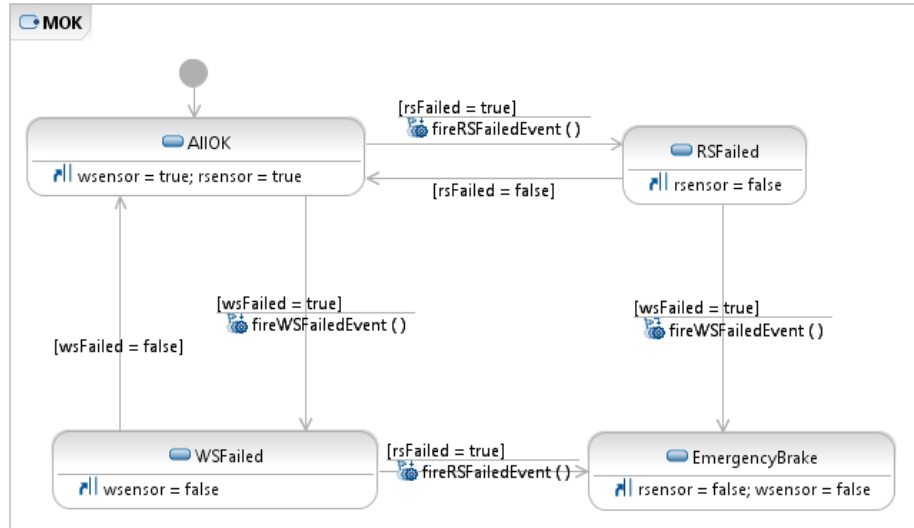 MOK
[rsFailed = true]
fireRSFailedEvent ( )
AllOK
wsensor = true; rsensor = true
RSFailed
rsensor = false
[rsFailed = false]
[wsFailed = true]
fireWSFailedEvent ( )
[wsFailed = true]
fireWSFailedEvent ( )
[wsFailed = false]
WSFailed
wsensor = false
[rsFailed = true]
fireRSFailedEvent ( )
EmergencyBrake
rsensor = false; wsensor = false